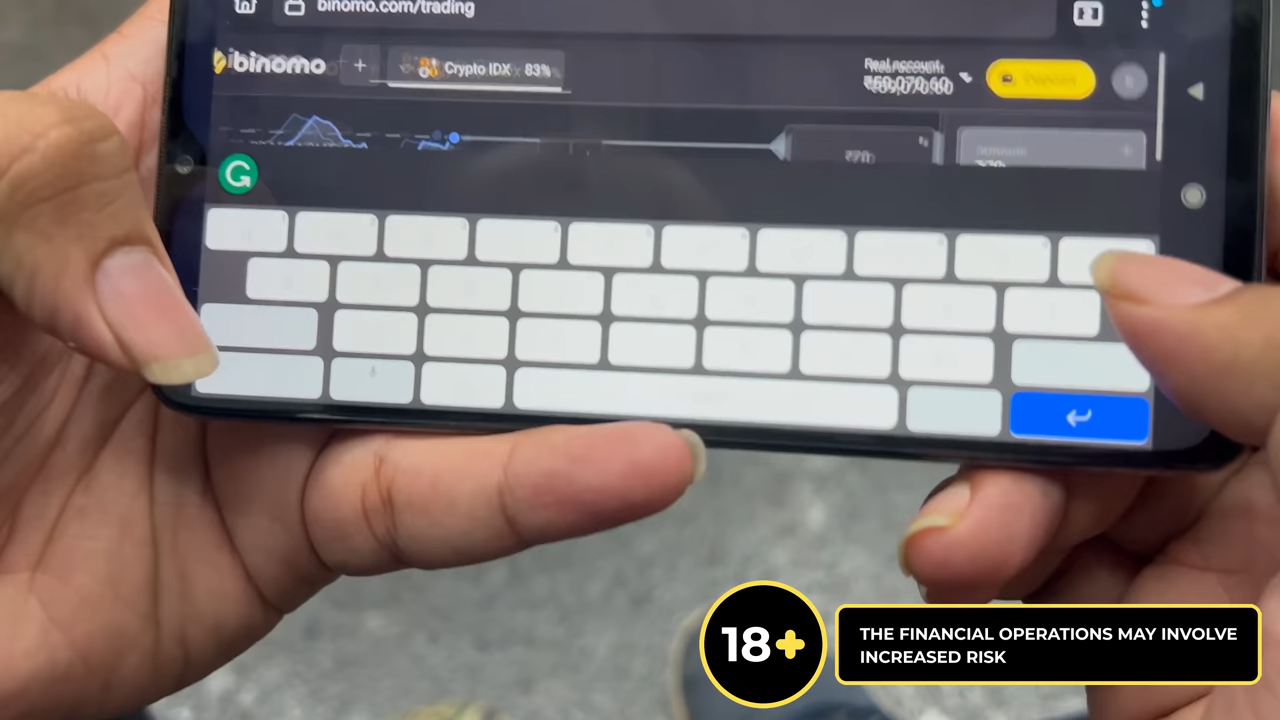 binomo.com/trading
binomo
+
Crypto IDX 83%
Real account
18+
THE FINANCIAL OPERATIONS MAY INVOLVE
INCREASED RISK